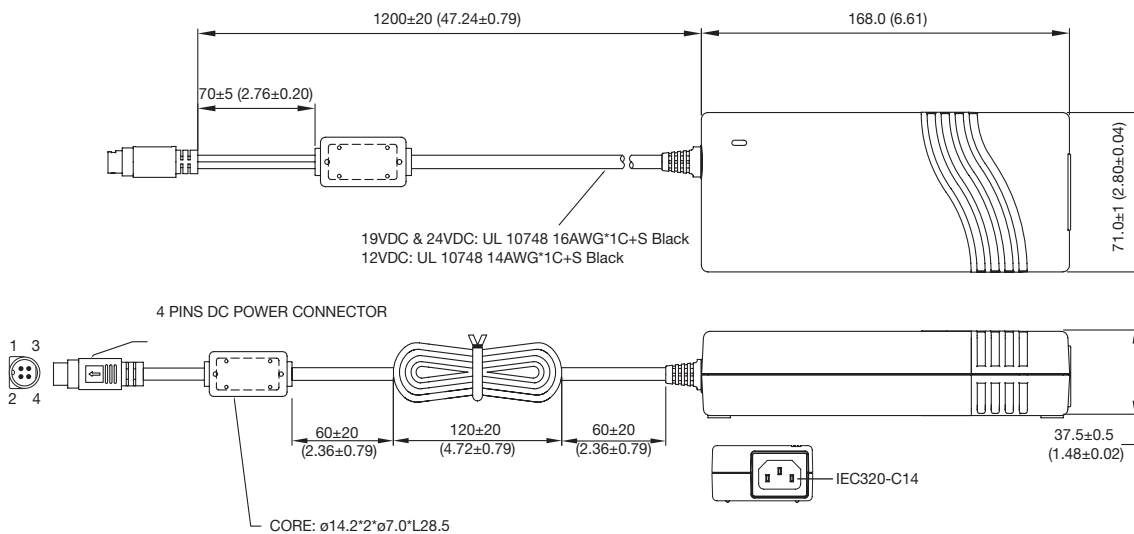 1200±20 (47.24±0.79)
168.0 (6.61)
70±5 (2.76±0.20)
71.0±1 (2.80±0.04)
19VDC & 24VDC: UL 10748 16AWG*1C+S Black
12VDC: UL 10748 14AWG*1C+S Black
4 PINS DC POWER CONNECTOR
1 3
2 4
60±20
(2.36±0.79)
120±20
(4.72±0.79)
60±20
(2.36±0.79)
37.5±0.5
(1.48±0.02)
IEC320-C14
CORE: ø14.2*2*ø7.0*L28.5